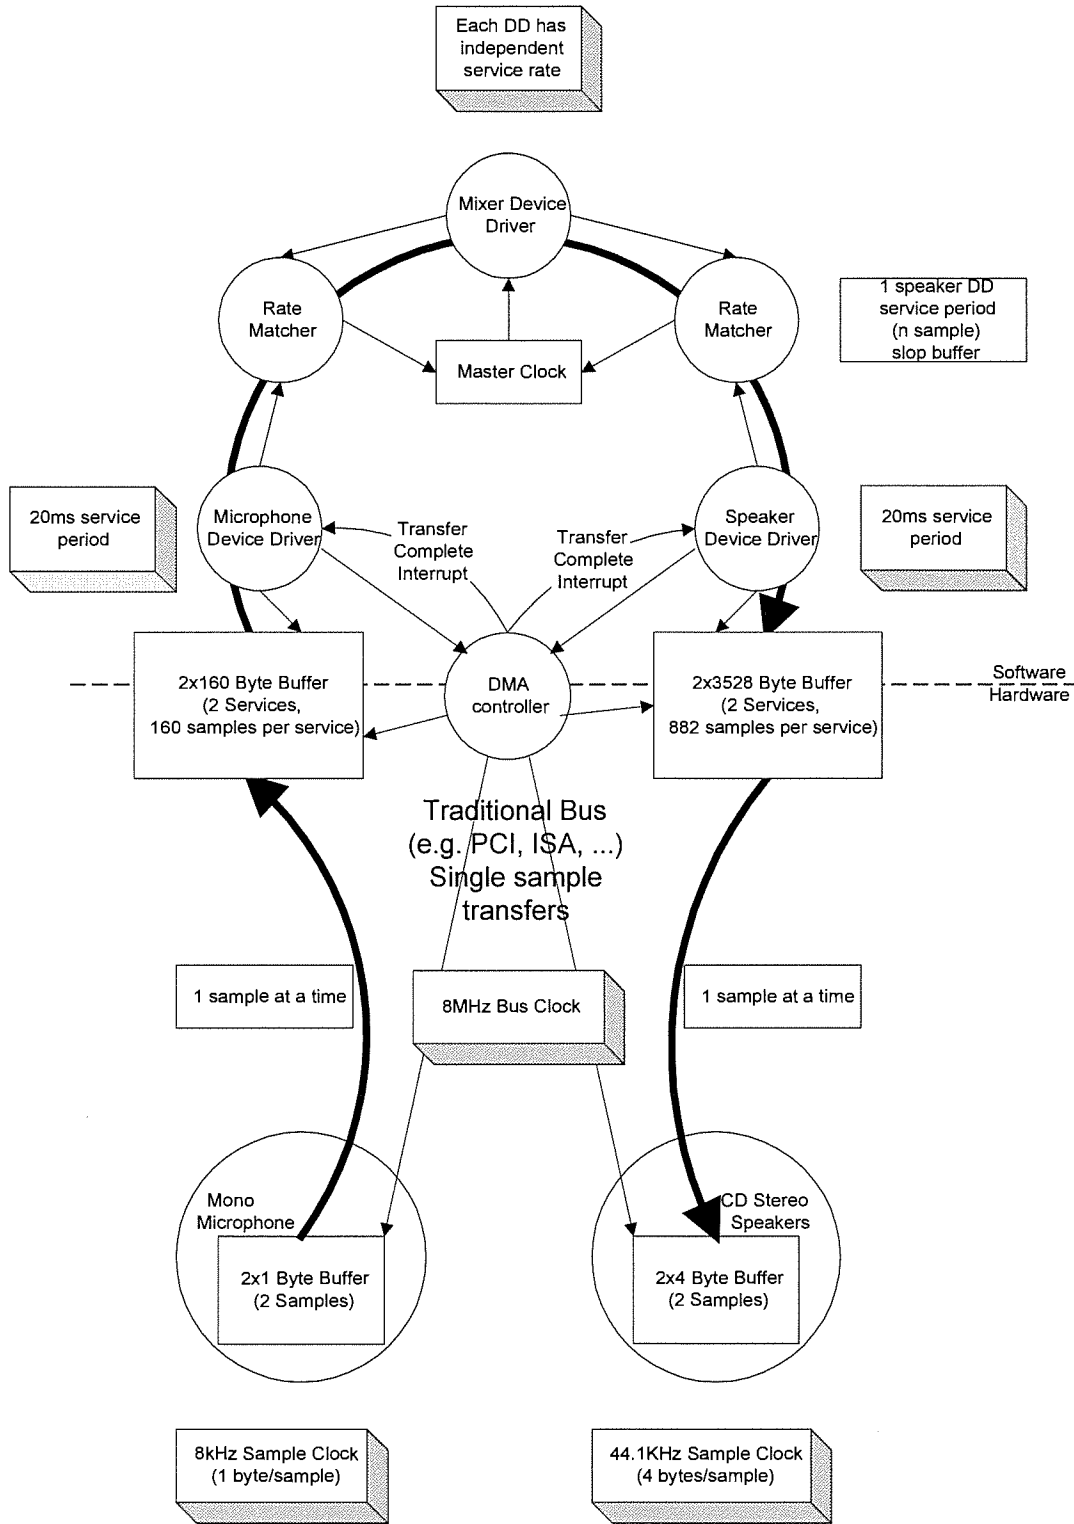 Each DD has
independent
service rate
Mixer Device
Driver
Rate
Matcher
Rate
Matcher
Master Clock
1 speaker DD
service period
(n sample)
slop buffer
20ms service
period
Microphone
Device Driver
Transfer
Complete
Interrupt
Transfer
Complete
Interrupt
Speaker
Device Driver
20ms service
period
2x160 Byte Buffer
(2 Services,
160 samples per service)
DMA
controller
2x3528 Byte Buffer
(2 Services,
882 samples per service)
Software
Hardware
Traditional Bus
(e.g. PCI, ISA, ...)
Single sample
transfers
1 sample at a time
8MHz Bus Clock
1 sample at a time
Mono
Microphone
2x1 Byte Buffer
(2 Samples)
CD Stereo
Speakers
2x4 Byte Buffer
(2 Samples)
8kHz Sample Clock
(1 byte/sample)
44.1KHz Sample Clock
(4 bytes/sample)